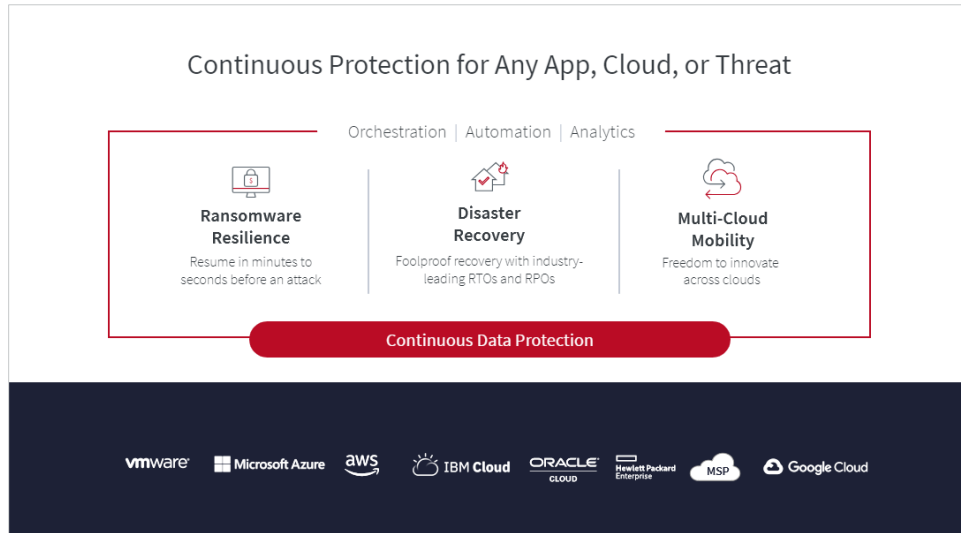 Continuous Protection for Any App, Cloud, or Threat
Orchestration | Automation | Analytics
$
Ransomware
Resilience
Resume in minutes to
seconds before an attack
Disaster
Recovery
Foolproof recovery with industry-
leading RTOs and RPOs
Multi-Cloud
Mobility
Freedom to innovate
across clouds
Continuous Data Protection
vmware®
Microsoft Azure
aws
IBM Cloud
ORACLE®
CLOUD
Hewlett Packard
Enterprise
MSP
Google Cloud